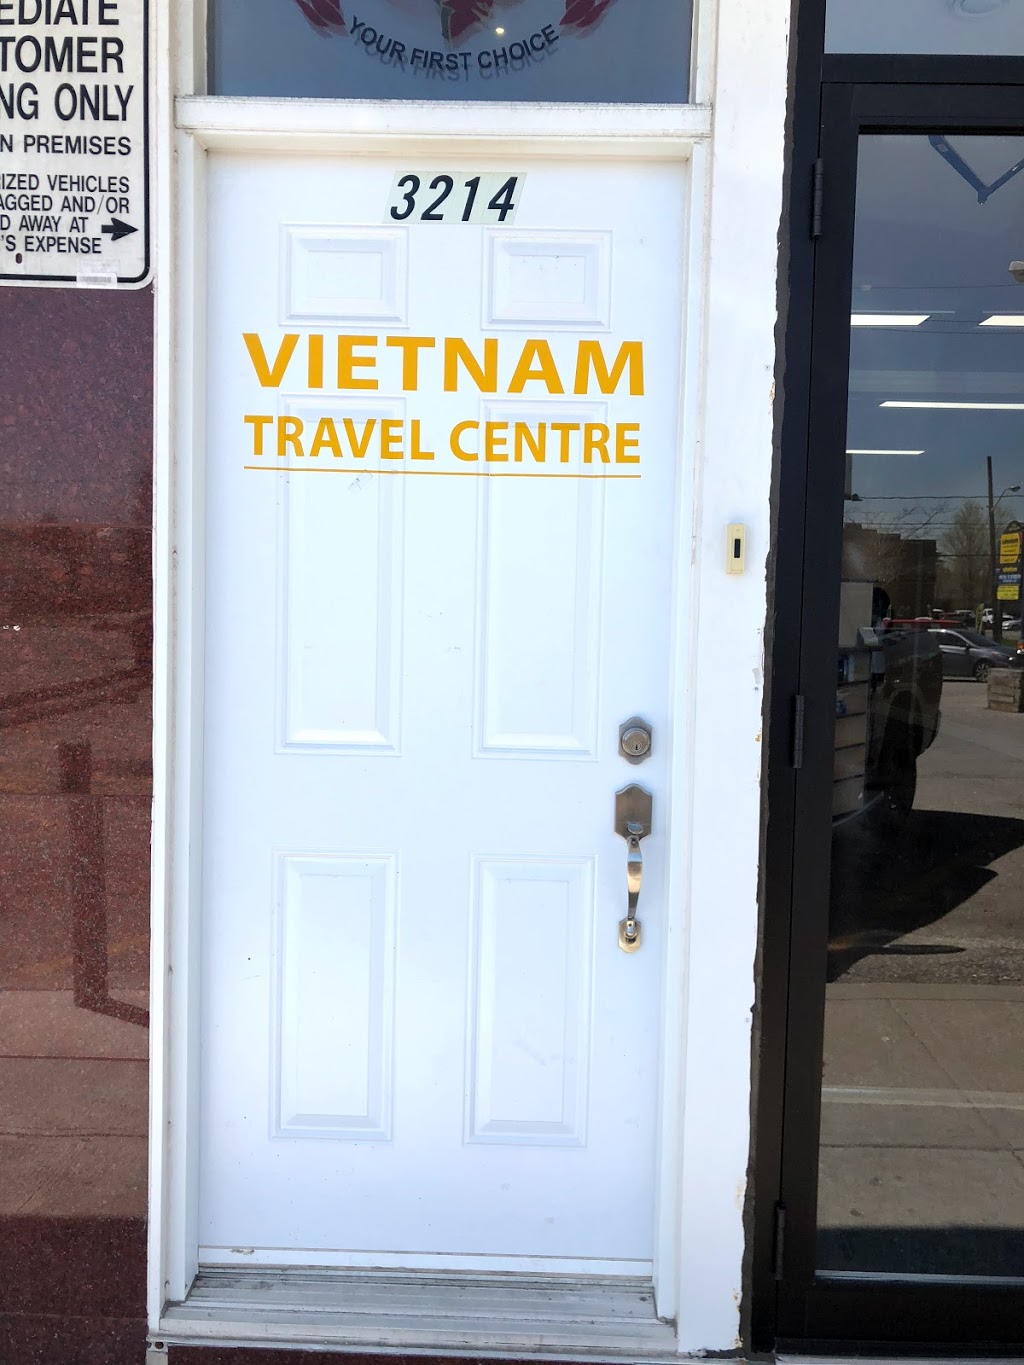 YOUR FIRST CHOICE
TOMER
NG ONLY
N PREMISES
IZED VEHICLES
AGGED AND/OR
D AWAY AT
'S EXPENSE
3214
VIETNAM
TRAVEL CENTRE